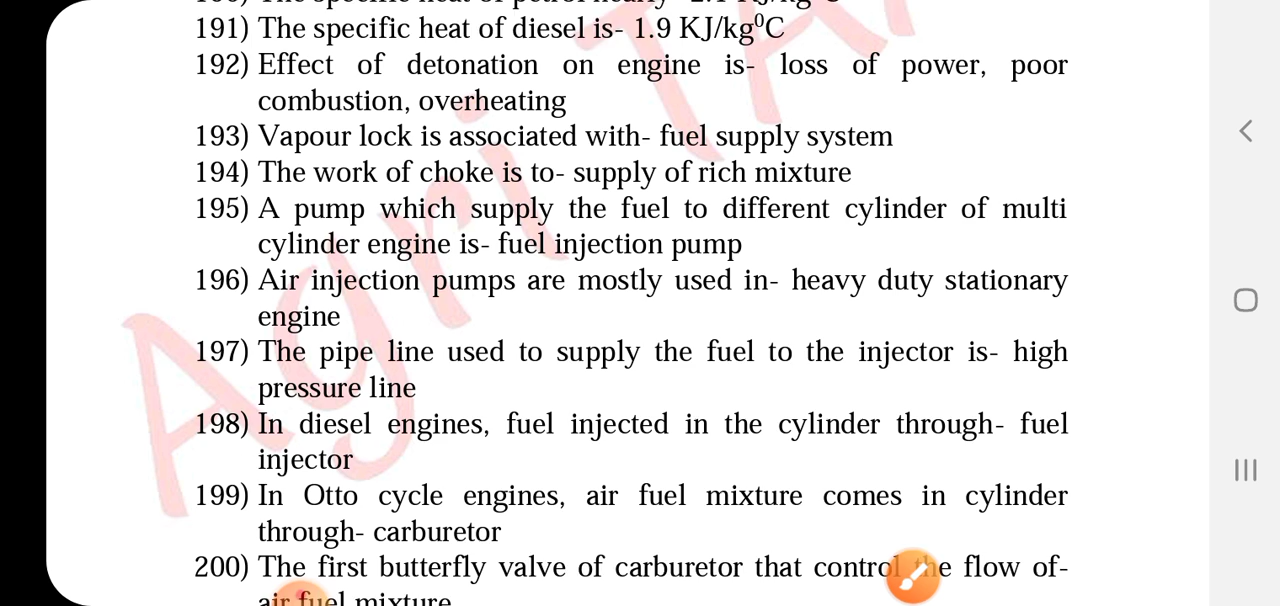 191) The specific heat of diesel is- 1.9 KJ/kg⁰C
192) Effect of detonation on engine is- loss of power, poor
combustion, overheating
193) Vapour lock is associated with- fuel supply system
194) The work of choke is to- supply of rich mixture
195) A pump which supply the fuel to different cylinder of multi
cylinder engine is- fuel injection pump
196) Air injection pumps are mostly used in- heavy duty stationary
engine
197) The pipe line used to supply the fuel to the injector is- high
pressure line
198) In diesel engines, fuel injected in the cylinder through- fuel
injector
199) In Otto cycle engines, air fuel mixture comes in cylinder
through- carburetor
200) The first butterfly valve of carburetor that control the flow of-
air fuel mixture
Agri